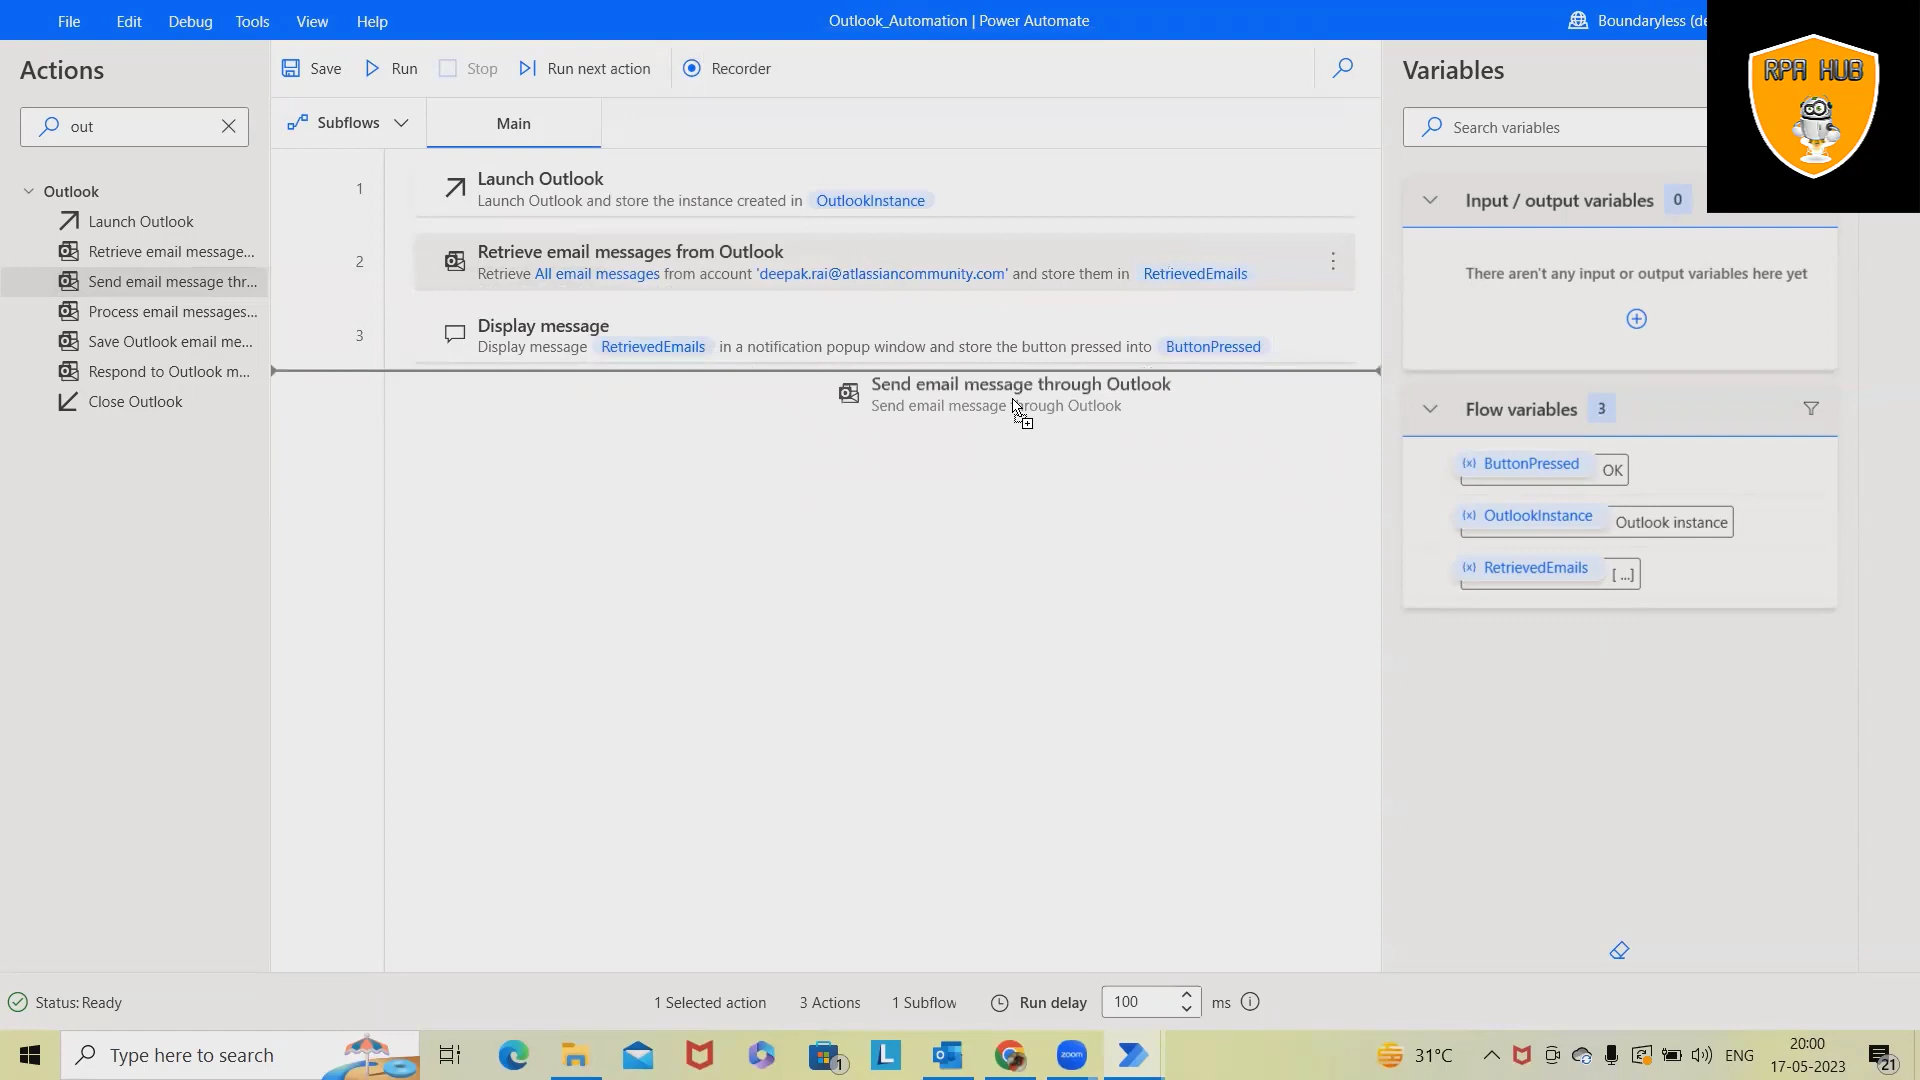 File Edit Debug Tools View Help
Outlook_Automation | Power Automate
Boundaryless (de
RPA HUB
Actions
out
Outlook
Launch Outlook
Retrieve email message...
Send email message thr...
Process email messages...
Save Outlook email me...
Respond to Outlook m...
Close Outlook
Save Run Stop Run next action Recorder
Subflows Main
1 Launch Outlook
Launch Outlook and store the instance created in OutlookInstance
2 Retrieve email messages from Outlook
Retrieve All email messages from account 'deepak.rai@atlassiancommunity.com' and store them in RetrievedEmails
3 Display message
Display message RetrievedEmails in a notification popup window and store the button pressed into ButtonPressed
Send email message through Outlook
Send email message through Outlook
Variables
Search variables
Input / output variables 0
There aren't any input or output variables here yet
Flow variables 3
(x) ButtonPressed OK
(x) OutlookInstance Outlook instance
(x) RetrievedEmails [ ...]
Status: Ready 1 Selected action 3 Actions 1 Subflow Run delay 100 ms
Type here to search
1
L
zoom
31°C
ENG
20:00
17-05-2023
21